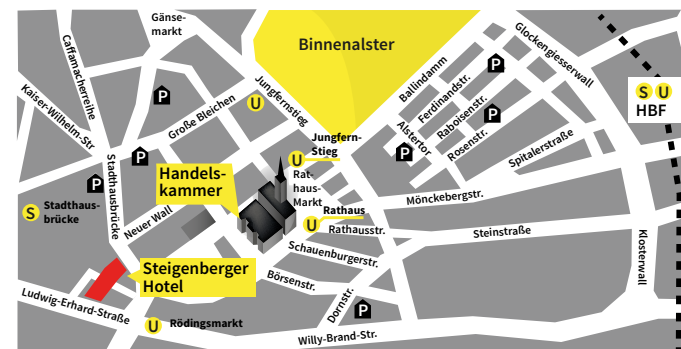 Gänse-
markt
Binnenalster
Glockengiesserwall
Caffamacherreihe
Ballindamm
Ferdinandstr.
Kaiser-Wilhelm-Str
P
P
Jungfernstieg
S U
HBF
U
Raboisenstr.
P
Große Bleichen
Alstertor
Rosenstr.
Spitalerstraße
Jungfern-
Stieg
U
P
P
Stadthausbrücke
Handels-
kammer
Rat-
haus-
Markt
P
Mönckebergstr.
S
Stadthaus-
brücke
Neuer Wall
Rathaus
U
Rathausstr.
Steinstraße
Klosterwall
Schauenburgerstr.
Steigenberger
Hotel
Börsenstr.
Dornstr.
P
Ludwig-Erhard-Straße
U
Rödingsmarkt
Willy-Brand-Str.